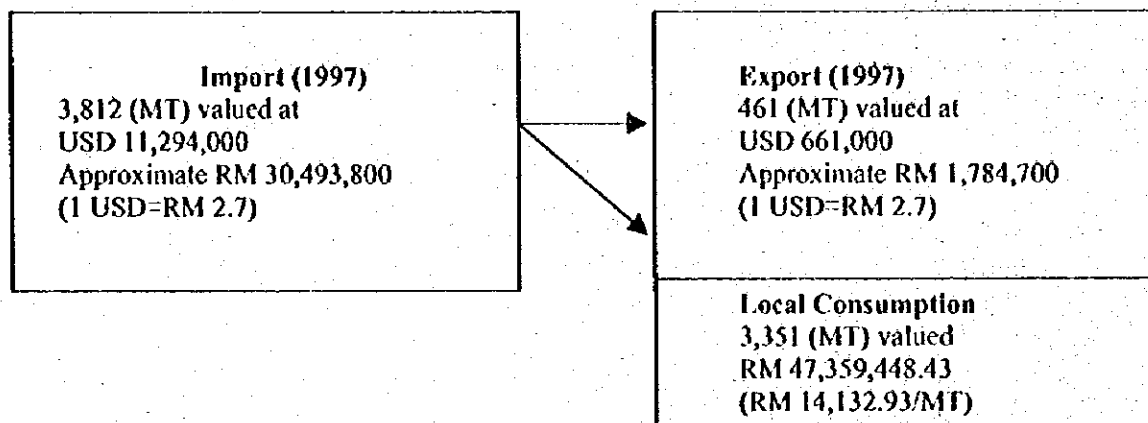 Import (1997)
3,812 (MT) valued at
USD 11,294,000
Approximate RM 30,493,800
(1 USD=RM 2.7)
Export (1997)
461 (MT) valued at
USD 661,000
Approximate RM 1,784,700
(1 USD=RM 2.7)
Local Consumption
3,351 (MT) valued
RM 47,359,448.43
(RM 14,132.93/MT)